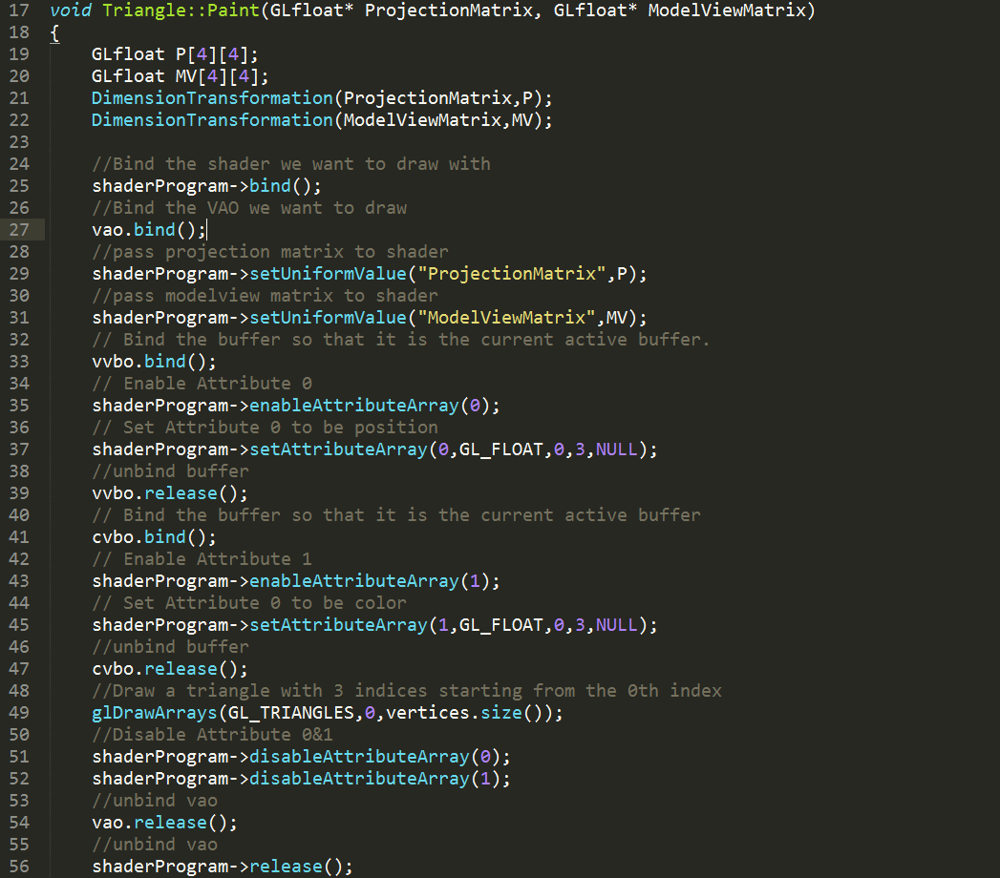 17 void Triangle::Paint(GLfloat* ProjectionMatrix, GLfloat* ModelViewMatrix)
18 {
19     GLfloat P[4][4];
20     GLfloat MV[4][4];
21     DimensionTransformation(ProjectionMatrix,P);
22     DimensionTransformation(ModelViewMatrix,MV);
23
24     //Bind the shader we want to draw with
25     shaderProgram->bind();
26     //Bind the VAO we want to draw
27     vao.bind();
28     //pass projection matrix to shader
29     shaderProgram->setUniformValue("ProjectionMatrix",P);
30     //pass modelview matrix to shader
31     shaderProgram->setUniformValue("ModelViewMatrix",MV);
32     // Bind the buffer so that it is the current active buffer.
33     vvbo.bind();
34     // Enable Attribute 0
35     shaderProgram->enableAttributeArray(0);
36     // Set Attribute 0 to be position
37     shaderProgram->setAttributeArray(0,GL_FLOAT,0,3,NULL);
38     //unbind buffer
39     vvbo.release();
40     // Bind the buffer so that it is the current active buffer
41     cvbo.bind();
42     // Enable Attribute 1
43     shaderProgram->enableAttributeArray(1);
44     // Set Attribute 0 to be color
45     shaderProgram->setAttributeArray(1,GL_FLOAT,0,3,NULL);
46     //unbind buffer
47     cvbo.release();
48     //Draw a triangle with 3 indices starting from the 0th index
49     glDrawArrays(GL_TRIANGLES,0,vertices.size());
50     //Disable Attribute 0&1
51     shaderProgram->disableAttributeArray(0);
52     shaderProgram->disableAttributeArray(1);
53     //unbind vao
54     vao.release();
55     //unbind vao
56     shaderProgram->release();